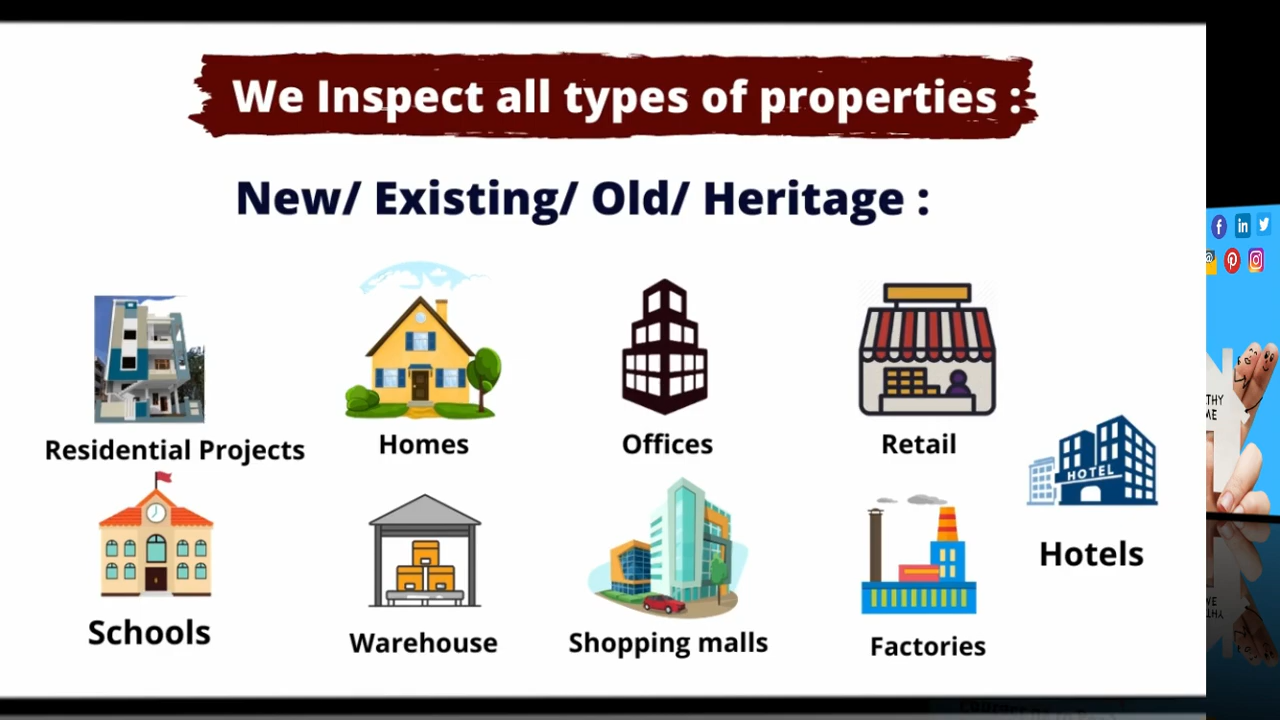 We Inspect all types of properties :
New/ Existing/ Old/ Heritage :
Residential Projects
Homes
Offices
Retail
HOTEL
Hotels
Schools
Warehouse
Shopping malls
Factories
f in
@